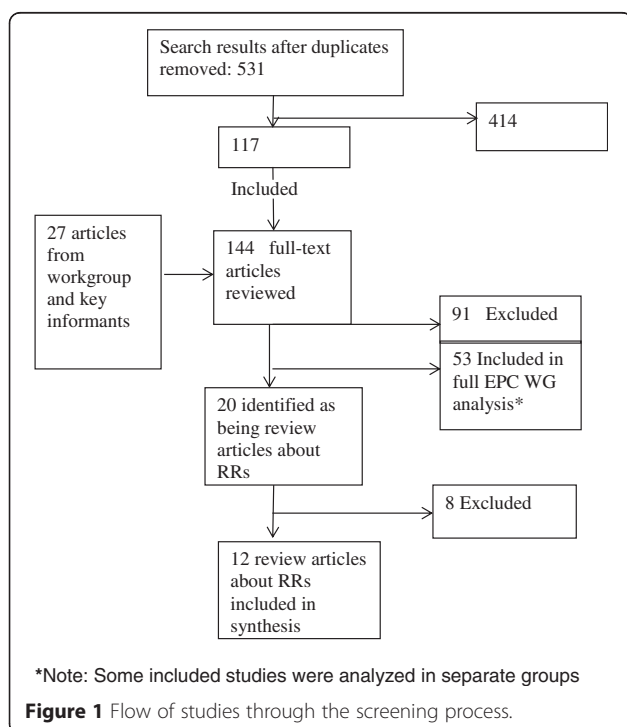 Search results after duplicates
removed: 531
414
117
Included
27 articles
from
workgroup
and key
informants
144 full-text
articles
reviewed
91 Excluded
53 Included in
full EPC WG
analysis*
20 identified as
being review
articles about
RRs
8 Excluded
12 review articles
about RRs
included in
synthesis
*Note: Some included studies were analyzed in separate groups
Figure 1 Flow of studies through the screening process.